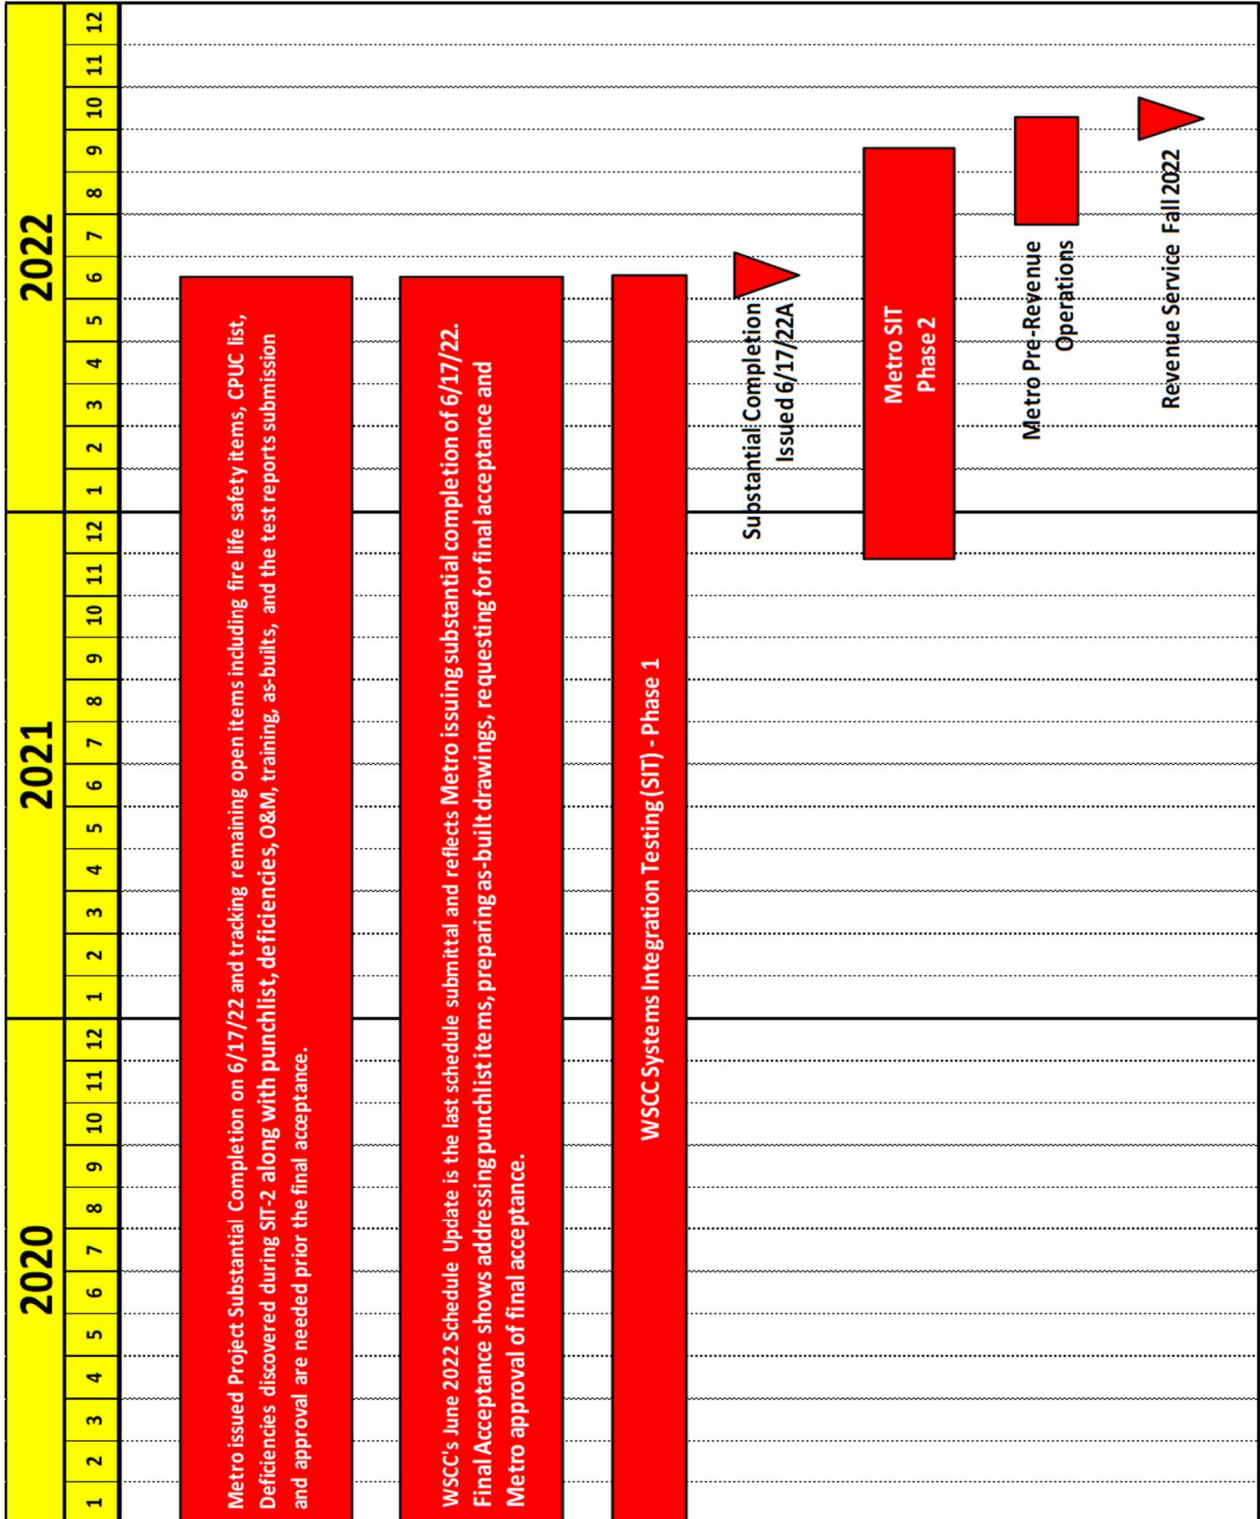 2020 2021 2022
1 2 3 4 5 6 7 8 9 10 11 12 1 2 3 4 5 6 7 8 9 10 11 12 1 2 3 4 5 6 7 8 9 10 11 12
Metro issued Project Substantial Completion on 6/17/22 and tracking remaining open items including fire life safety items, CPUC list,
Deficiencies discovered during SIT-2 along with punchlist, deficiencies, O&M, training, as-builts, and the test reports submission
and approval are needed prior the final acceptance.
WSCC's June 2022 Schedule Update is the last schedule submittal and reflects Metro issuing substantial completion of 6/17/22.
Final Acceptance shows addressing punchlist items, preparing as-built drawings, requesting for final acceptance and
Metro approval of final acceptance.
WSCC Systems Integration Testing (SIT) - Phase 1
Substantial Completion
Issued 6/17/22A
Metro SIT
Phase 2
Metro Pre-Revenue
Operations
Revenue Service Fall 2022